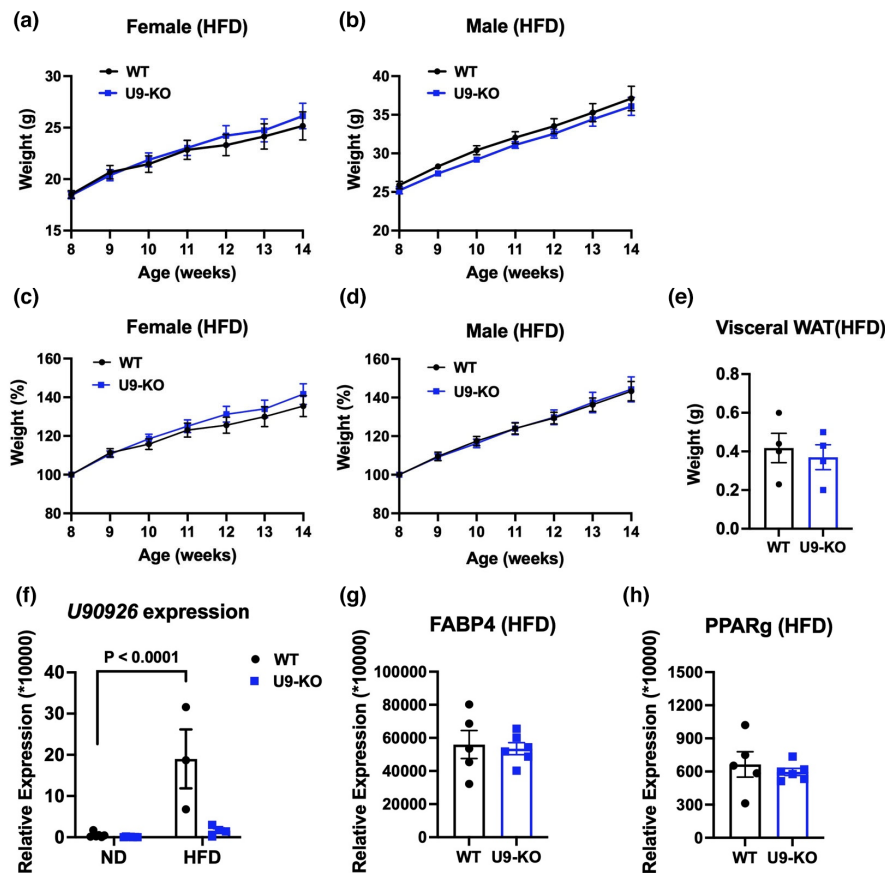 (a)
Female (HFD)
WT
U9-KO
Weight (g)
30
25
20
15
8 9 10 11 12 13 14
Age (weeks)
(b)
Male (HFD)
WT
U9-KO
Weight (g)
40
35
30
25
20
8 9 10 11 12 13 14
Age (weeks)
(c)
Female (HFD)
WT
U9-KO
Weight (%)
160
140
120
100
80
8 9 10 11 12 13 14
Age (weeks)
(d)
Male (HFD)
WT
U9-KO
Weight (%)
160
140
120
100
80
8 9 10 11 12 13 14
Age (weeks)
(e)
Visceral WAT(HFD)
Weight (g)
0.8
0.6
0.4
0.2
0.0
WT U9-KO
(f)
U90926 expression
P < 0.0001
WT
U9-KO
Relative Expression (*10000)
40
30
20
10
0
ND HFD
(g)
FABP4 (HFD)
Relative Expression (*10000)
100000
80000
60000
40000
20000
0
WT U9-KO
(h)
PPARg (HFD)
Relative Expression (*10000)
1500
1200
900
600
300
0
WT U9-KO